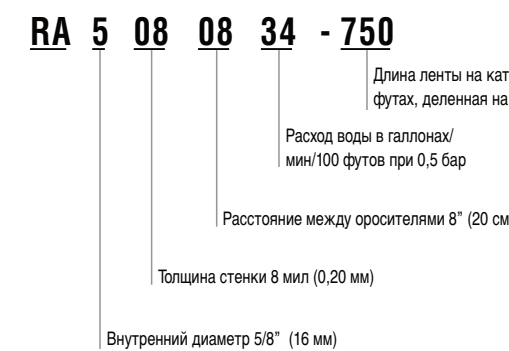 RA 5 08 08 34 - 750
Длина ленты на кат
футах, деленная на
Расход воды в галлонах/
мин/100 футов при 0,5 бар
Расстояние между оросителями 8” (20 см
Толщина стенки 8 мил (0,20 мм)
Внутренний диаметр 5/8” (16 мм)